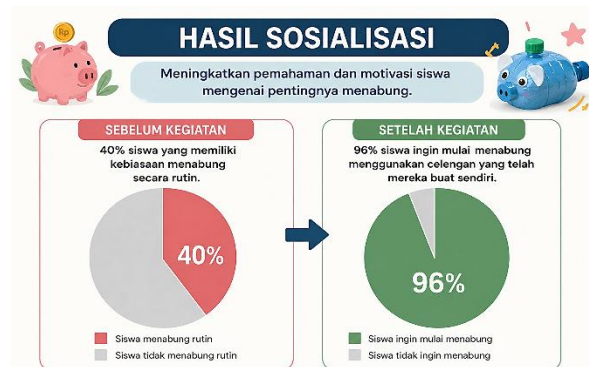 Rp
HASIL SOSIALISASI
Meningkatkan pemahaman dan motivasi siswa
mengenai pentingnya menabung.
SEBELUM KEGIATAN
40% siswa yang memiliki
kebiasaan menabung
secara rutin.
40%
Siswa menabung rutin
Siswa tidak menabung rutin
SETELAH KEGIATAN
96% siswa ingin mulai menabung
menggunakan celengan yang telah
mereka buat sendiri.
96%
Siswa ingin mulai menabung
Siswa tidak ingin menabung